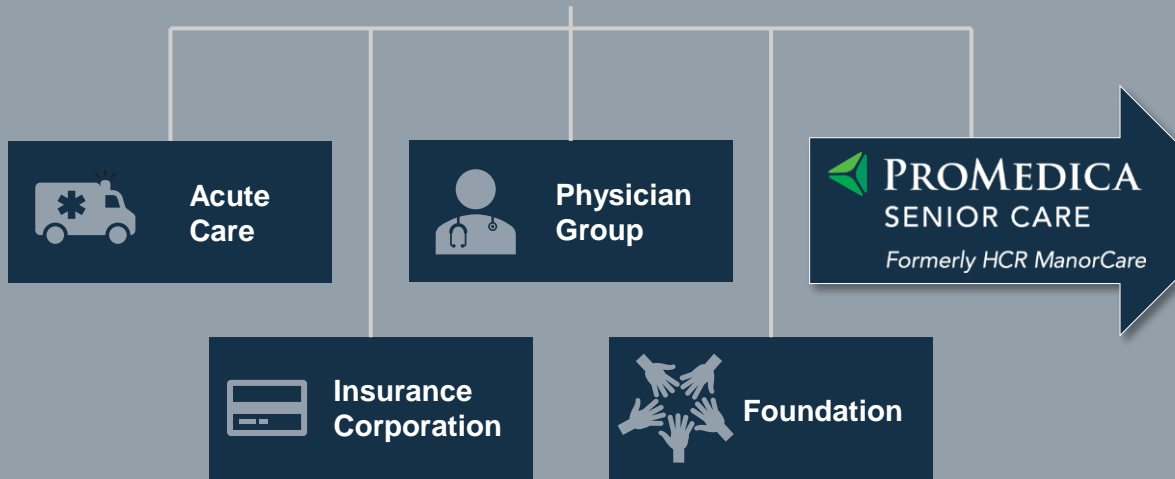 Acute
Care
Physician
Group
PROMEDICA
SENIOR CARE
Formerly HCR ManorCare
Insurance
Corporation
Foundation